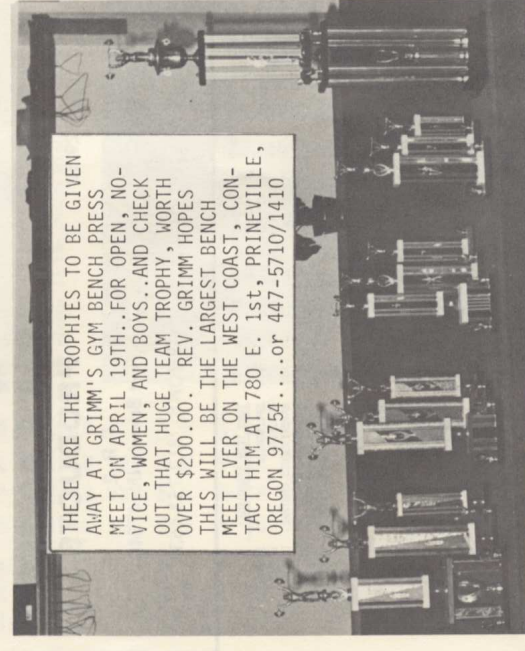 THESE ARE THE TROPHIES TO BE GIVEN
AWAY AT GRIMM'S GYM BENCH PRESS
MEET ON APRIL 19TH..FOR OPEN, NO-
VICE, WOMEN, AND BOYS..AND CHECK
OUT THAT HUGE TEAM TROPHY, WORTH
OVER $200.00. REV. GRIMM HOPES
THIS WILL BE THE LARGEST BENCH
MEET EVER ON THE WEST COAST, CON-
TACT HIM AT 780 E. 1st, PRINEVILLE,
OREGON 97754....or 447-5710/1410